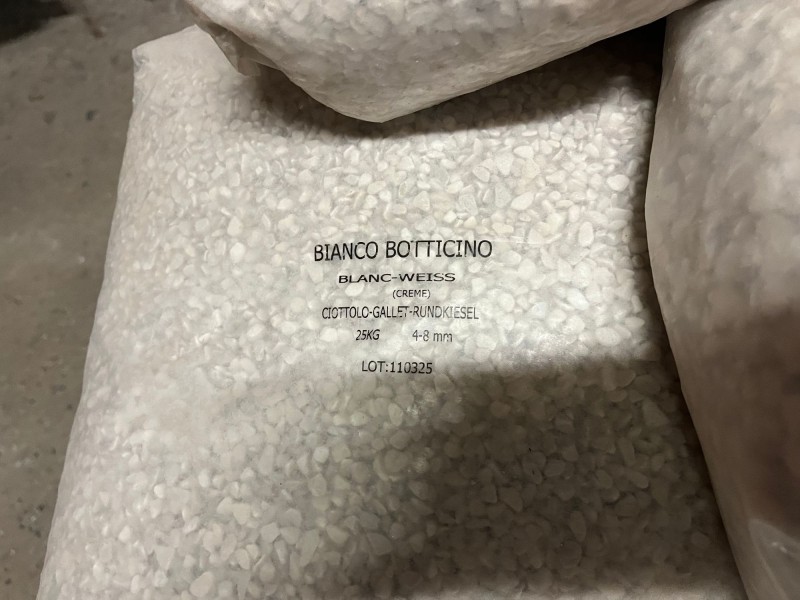 BIANCO BOTTICINO
BLANC-WEISS
(CREME)
CIOTTOLO-GALLET-RUNDKIESEL
25KG 4-8 mm
LOT:110325